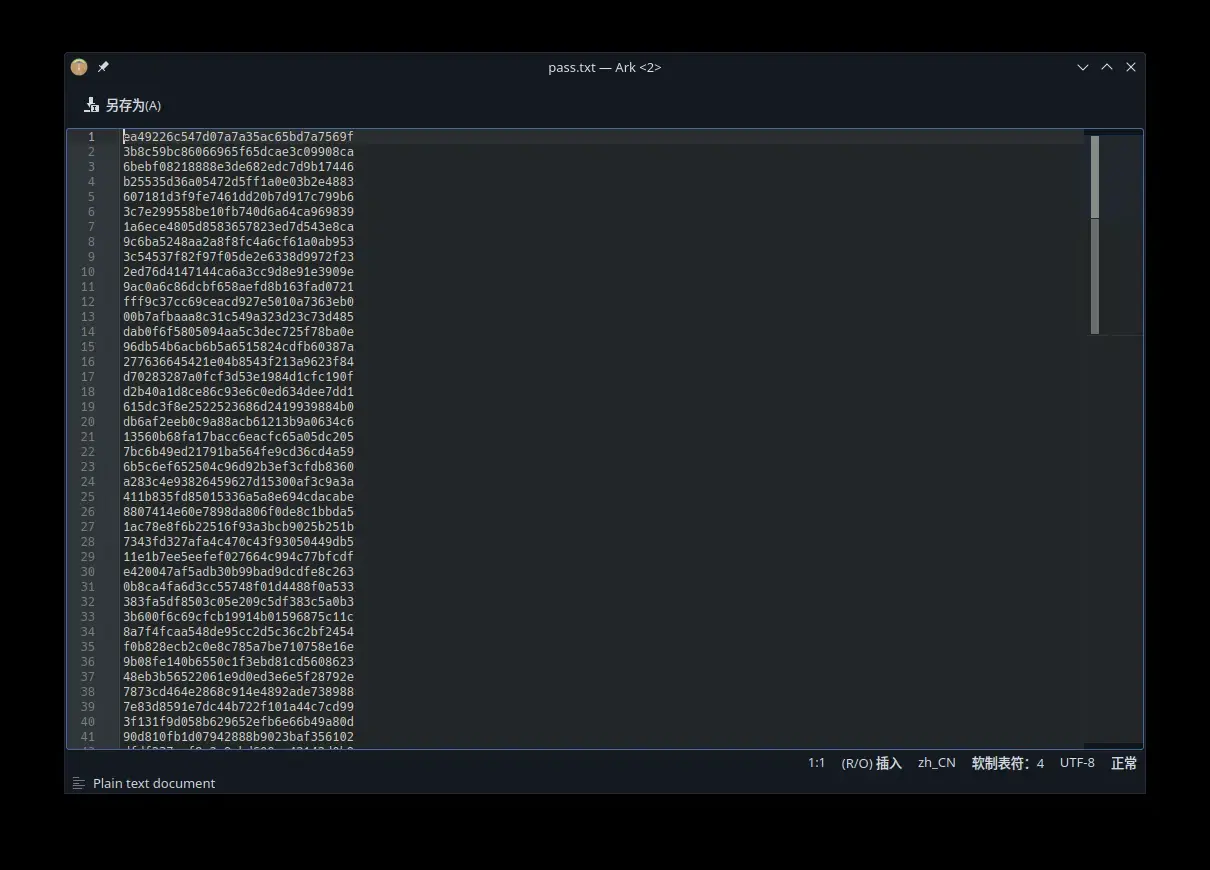 pass.txt — Ark <2>
另存为(A)
1 ea49226c547d07a7a35ac65bd7a7569f
2 3b8c59bc86066965f65dcae3c09908ca
3 6bebf08218888e3de682edc7d9b17446
4 b25535d36a05472d5ff1a0e03b2e4883
5 607181d3f9fe7461dd20b7d917c799b6
6 3c7e299558be10fb740d6a64ca969839
7 1a6ece4805d8583657823ed7d543e8ca
8 9c6ba5248aa2a8f8fc4a6cf61a0ab953
9 3c54537f82f97f05de2e6338d9972f23
10 2ed76d4147144ca6a3cc9d8e91e3909e
11 9ac0a6c86dcbf658aefd8b163fad0721
12 fff9c37cc69ceacd927e5010a7363eb0
13 00b7afbaaa8c31c549a323d23c73d485
14 dab0f6f5805094aa5c3dec725f78ba0e
15 96db54b6acb6b5a6515824cdfb60387a
16 277636645421e04b8543f213a9623f84
17 d70283287a0fcf3d53e1984d1cfc190f
18 d2b40a1d8ce86c93e6c0ed634dee7dd1
19 615dc3f8e2522523686d2419939884b0
20 db6af2eeb0c9a88acb61213b9a0634c6
21 13560b68fa17bacc6eacfc65a05dc205
22 7bc6b49ed21791ba564fe9cd36cd4a59
23 6b5c6ef652504c96d92b3ef3cfdb8360
24 a283c4e93826459627d15300af3c9a3a
25 411b835fd85015336a5a8e694cdacabe
26 8807414e60e7898da806f0de8c1bbda5
27 1ac78e8f6b22516f93a3bcb9025b251b
28 7343fd327afa4c470c43f93050449db5
29 11e1b7ee5eefef027664c994c77bfcdf
30 e420047af5adb30b99bad9dcdfe8c263
31 0b8ca4fa6d3cc55748f01d4488f0a533
32 383fa5df8503c05e209c5df383c5a0b3
33 3b600f6c69cfcb19914b01596875c11c
34 8a7f4fcaa548de95cc2d5c36c2bf2454
35 f0b828ecb2c0e8c785a7be710758e16e
36 9b08fe140b6550c1f3ebd81cd5608623
37 48eb3b56522061e9d0ed3e6e5f28792e
38 7873cd464e2868c914e4892ade738988
39 7e83d8591e7dc44b722f101a44c7cd99
40 3f131f9d058b629652efb6e66b49a80d
41 90d810fb1d07942888b9023baf356102
1:1 (R/O) 插入 zh_CN 软制表符：4 UTF-8 正常
Plain text document